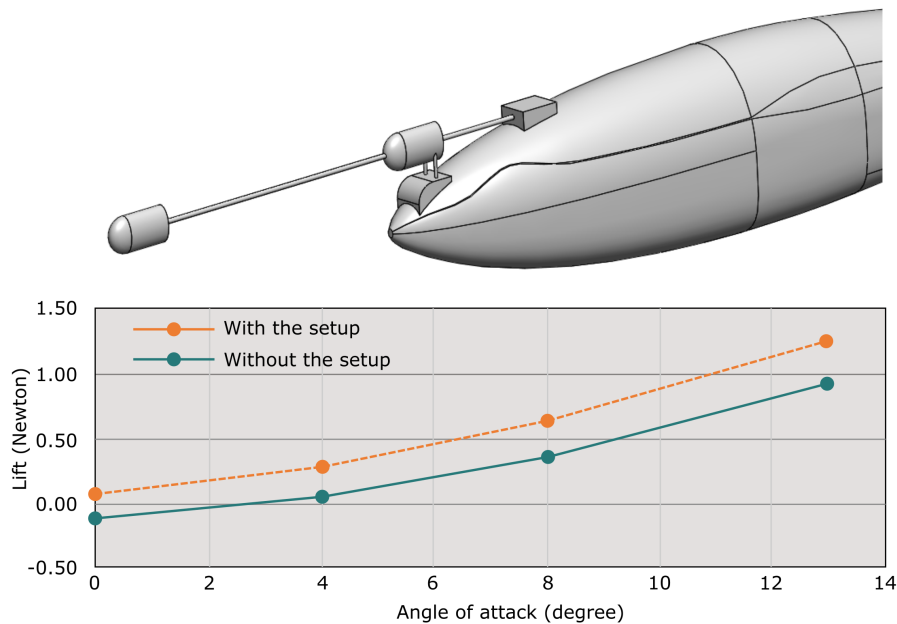 1.50
1.00
0.50
0.00
-0.50
Lift (Newton)
With the setup
Without the setup
0 2 4 6 8 10 12 14
Angle of attack (degree)